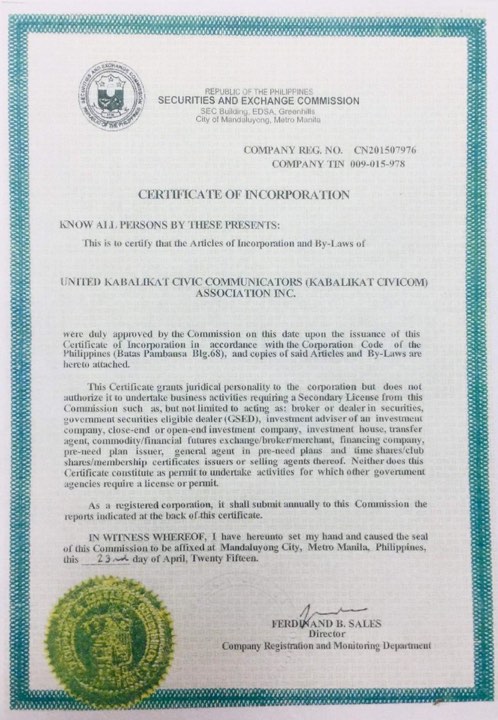 REPUBLIC OF THE PHILIPPINES
SECURITIES AND EXCHANGE COMMISSION
SEC Building, EDSA, Greenhills
City of Mandaluyong, Metro Manila
COMPANY REG. NO. CN201507976
COMPANY TIN 009-015-978
CERTIFICATE OF INCORPORATION
KNOW ALL PERSONS BY THESE PRESENTS:
This is to certify that the Articles of Incorporation and By-Laws of
UNITED KABALIKAT CIVIC COMMUNICATORS (KABALIKAT CIVICOM)
ASSOCIATION INC.
were duly approved by the Commission on this date upon the issuance of this
Certificate of Incorporation in accordance with the Corporation Code of the
Philippines (Batas Pambansa Blg.68), and copies of said Articles and By-Laws are
hereto attached.
This Certificate grants juridical personality to the corporation but does not
authorize it to undertake business activities requiring a Secondary License from this
Commission such as, but not limited to acting as: broker or dealer in securities,
government securities eligible dealer (GSED), investment adviser of an investment
company, close-end or open-end investment company, investment house, transfer
agent, commodity/financial futures exchange/broker/merchant, financing company,
pre-need plan issuer, general agent in pre-need plans and time shares/club
shares/membership certificates issuers or selling agents thereof. Neither does this
Certificate constitute as permit to undertake activities for which other government
agencies require a license or permit.
As a registered corporation, it shall submit annually to this Commission the
reports indicated at the back of this certificate.
IN WITNESS WHEREOF, I have hereunto set my hand and caused the seal
of this Commission to be affixed at Mandaluyong City, Metro Manila, Philippines,
this 23rd day of April, Twenty Fifteen.
FERDINAND B. SALES
Director
Company Registration and Monitoring Department